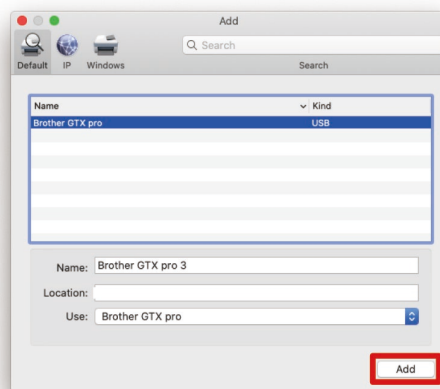 Add
Search
Default IP Windows Search
Name Kind
Brother GTX pro USB
Name: Brother GTX pro 3
Location:
Use: Brother GTX pro
Add